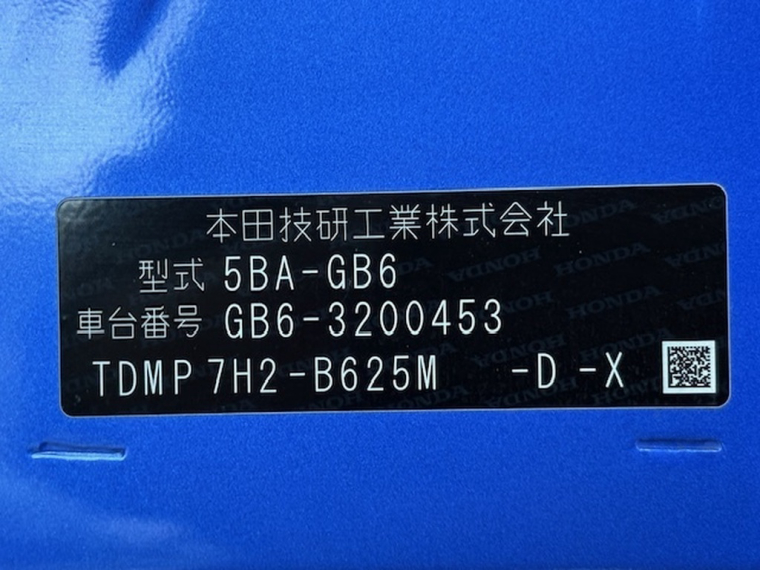 本田技研工業株式会社
型式 5BA-GB6
車台番号 GB6-3200453
TDMP 7H2-B625M -D -X